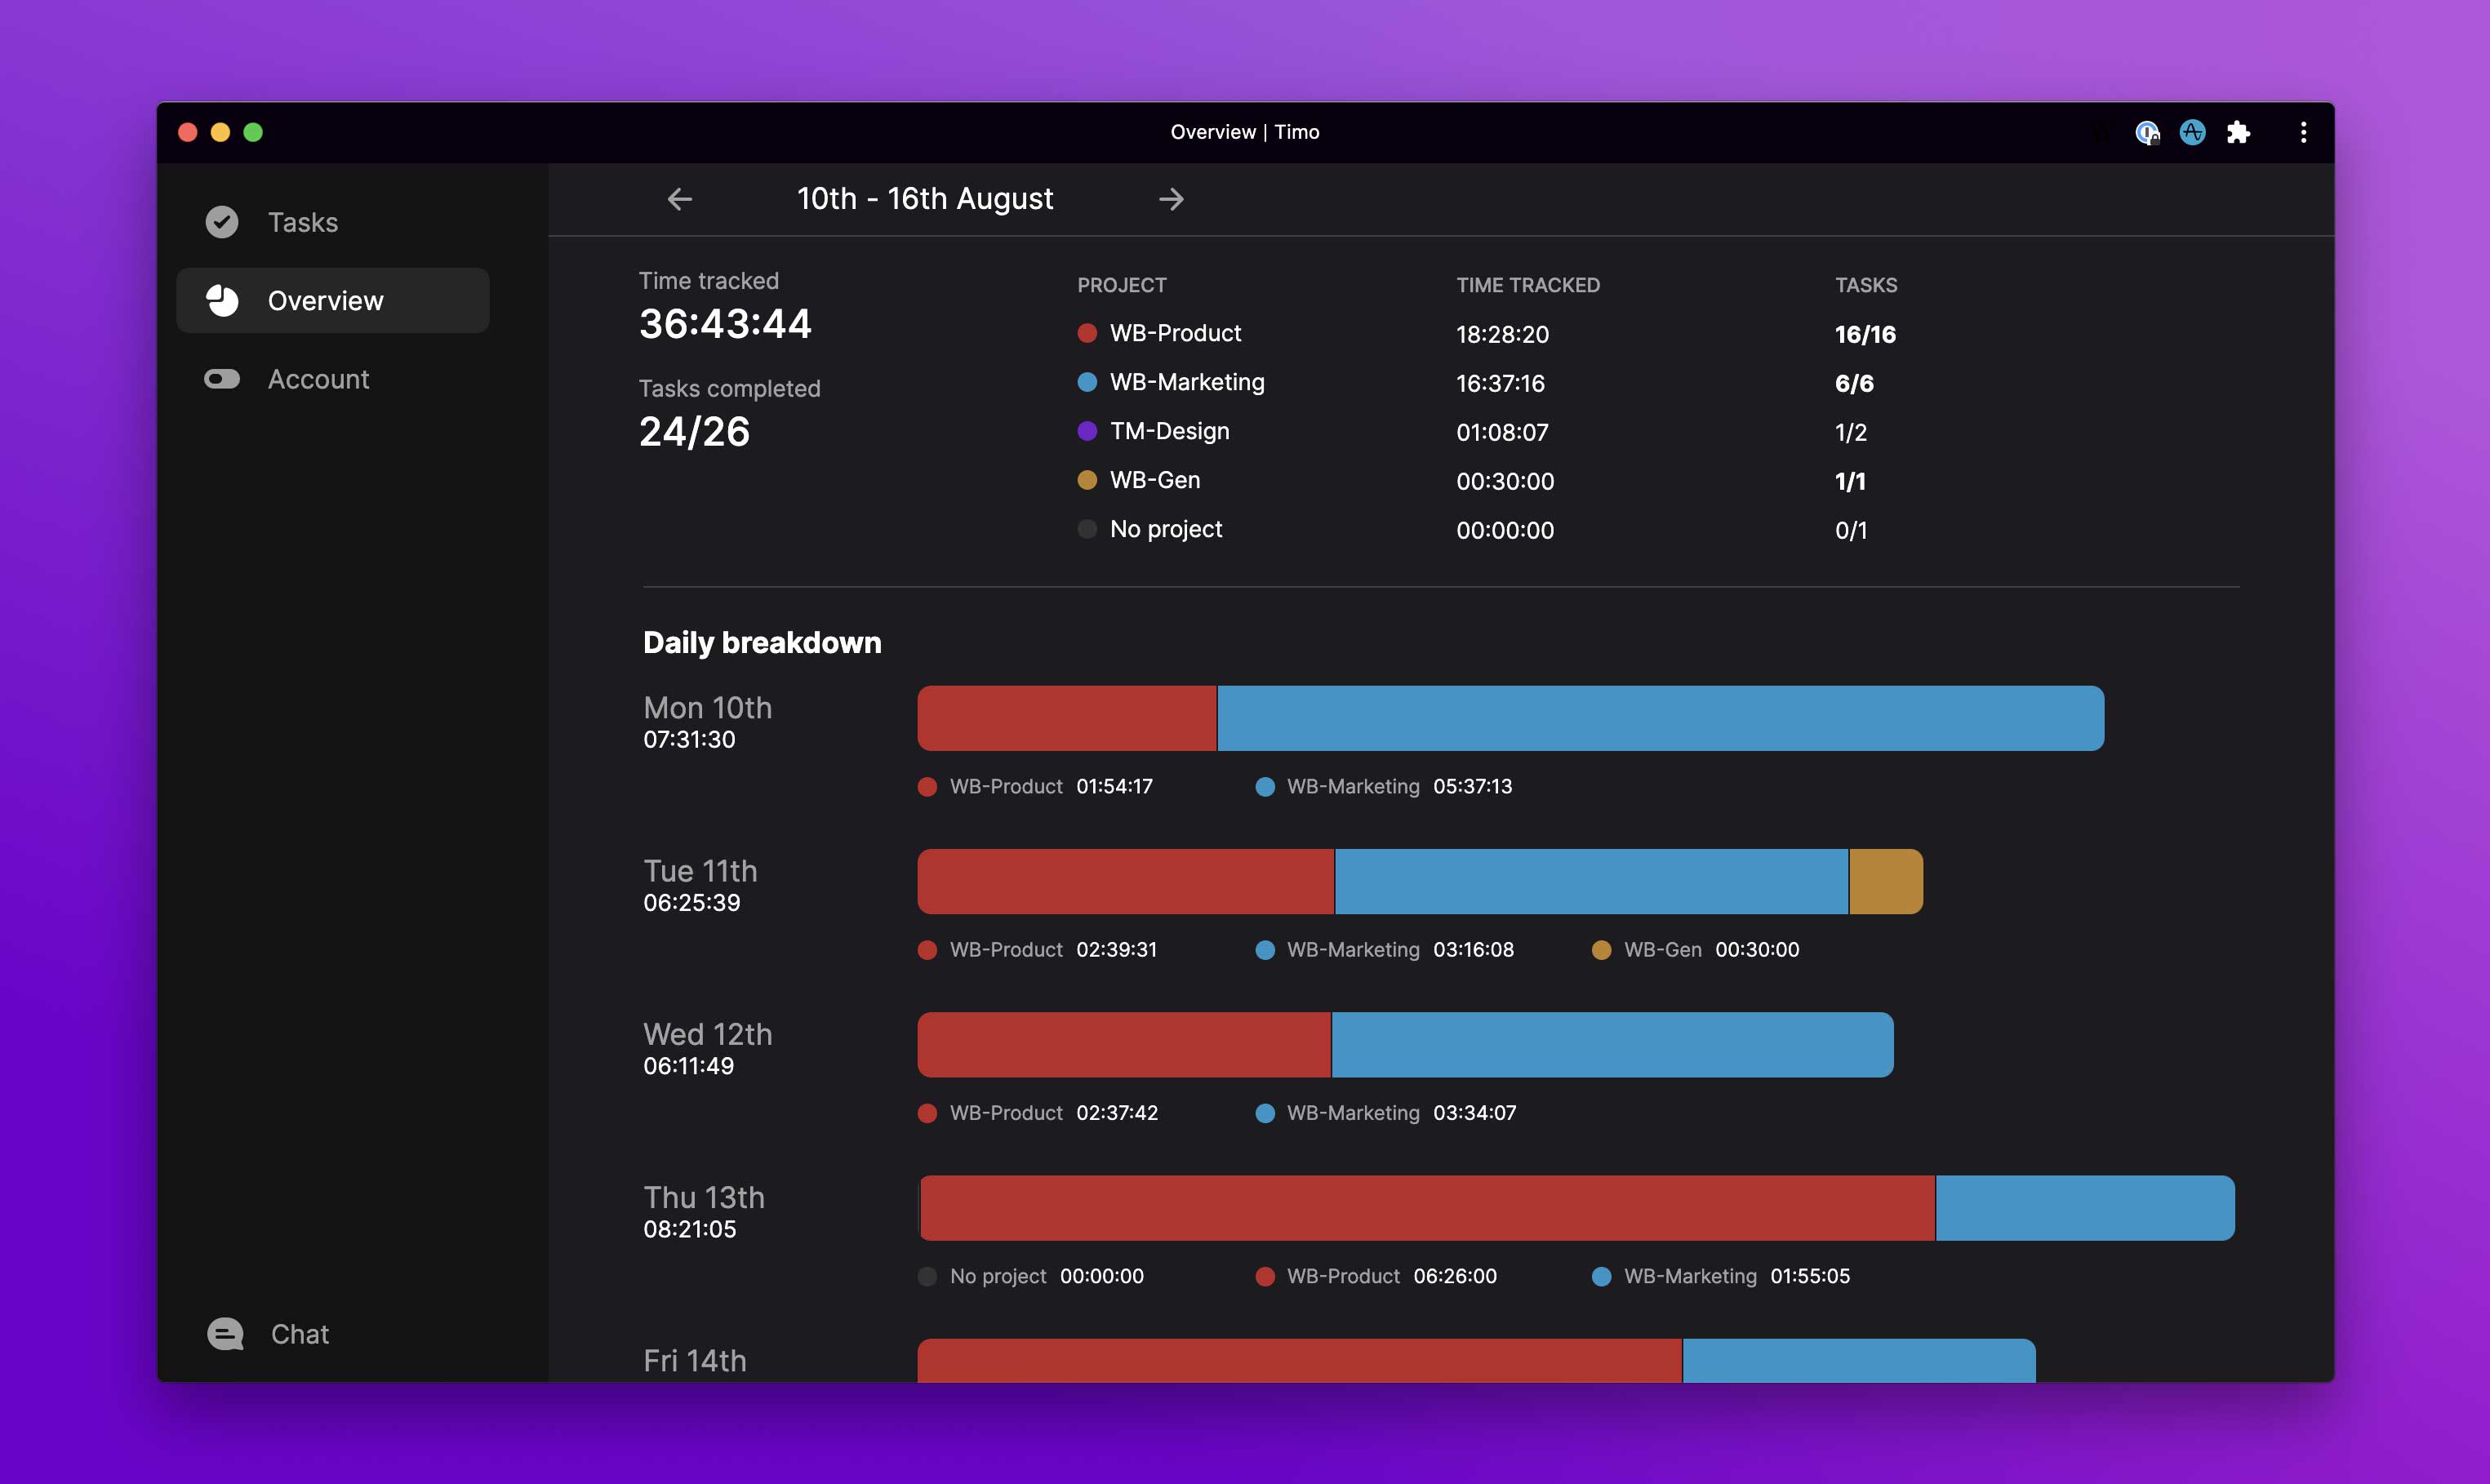 Overview | Timo
Tasks
Overview
Account
Chat
10th - 16th August
Time tracked
36:43:44
Tasks completed
24/26
PROJECT TIME TRACKED TASKS
WB-Product 18:28:20 16/16
WB-Marketing 16:37:16 6/6
TM-Design 01:08:07 1/2
WB-Gen 00:30:00 1/1
No project 00:00:00 0/1
Daily breakdown
Mon 10th
07:31:30
WB-Product 01:54:17 WB-Marketing 05:37:13
Tue 11th
06:25:39
WB-Product 02:39:31 WB-Marketing 03:16:08 WB-Gen 00:30:00
Wed 12th
06:11:49
WB-Product 02:37:42 WB-Marketing 03:34:07
Thu 13th
08:21:05
No project 00:00:00 WB-Product 06:26:00 WB-Marketing 01:55:05
Fri 14th